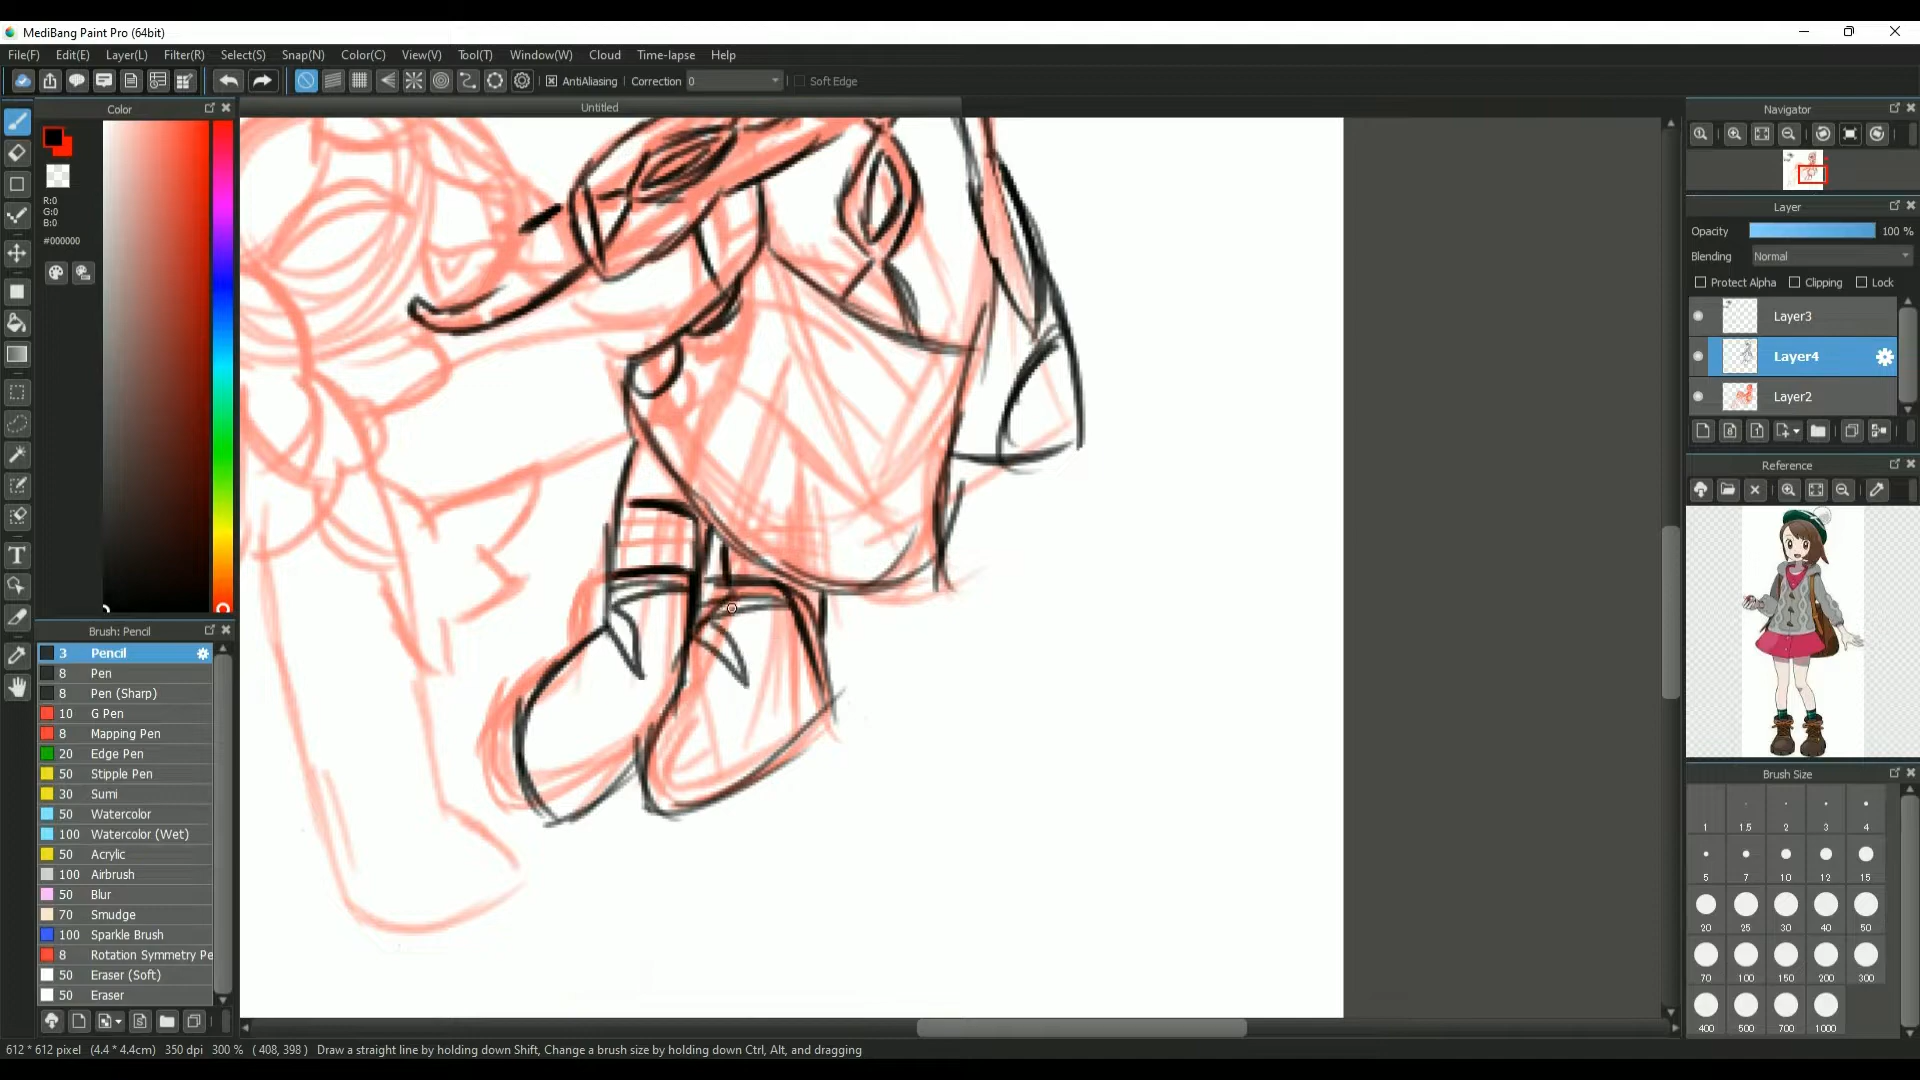 MediBang Paint Pro (64bit)
File(F) Edit(E) Layer(L) Filter(R) Select(S) Snap(N) Color(C) View(V) Tool(T) Window(W) Cloud Time-lapse Help
AntiAliasing Correction 0 Soft Edge
Color
Untitled
Navigator
R:0
G:0
B:0
#000000
Layer
Opacity 100 %
Blending Normal
Protect Alpha Clipping Lock
Layer3
Layer4
Layer2
Reference
Brush: Pencil
3 Pencil
8 Pen
8 Pen (Sharp)
10 G Pen
8 Mapping Pen
20 Edge Pen
50 Stipple Pen
30 Sumi
50 Watercolor
100 Watercolor (Wet)
50 Acrylic
100 Airbrush
50 Blur
70 Smudge
100 Sparkle Brush
8 Rotation Symmetry Pe
50 Eraser (Soft)
50 Eraser
Brush Size
1 1.5 2 3 4
5 7 10 12 15
20 25 30 40 50
70 100 150 200 300
400 500 700 1000
612 * 612 pixel (4.4 * 4.4cm) 350 dpi 300 % ( 408, 398 ) Draw a straight line by holding down Shift, Change a brush size by holding down Ctrl, Alt, and dragging